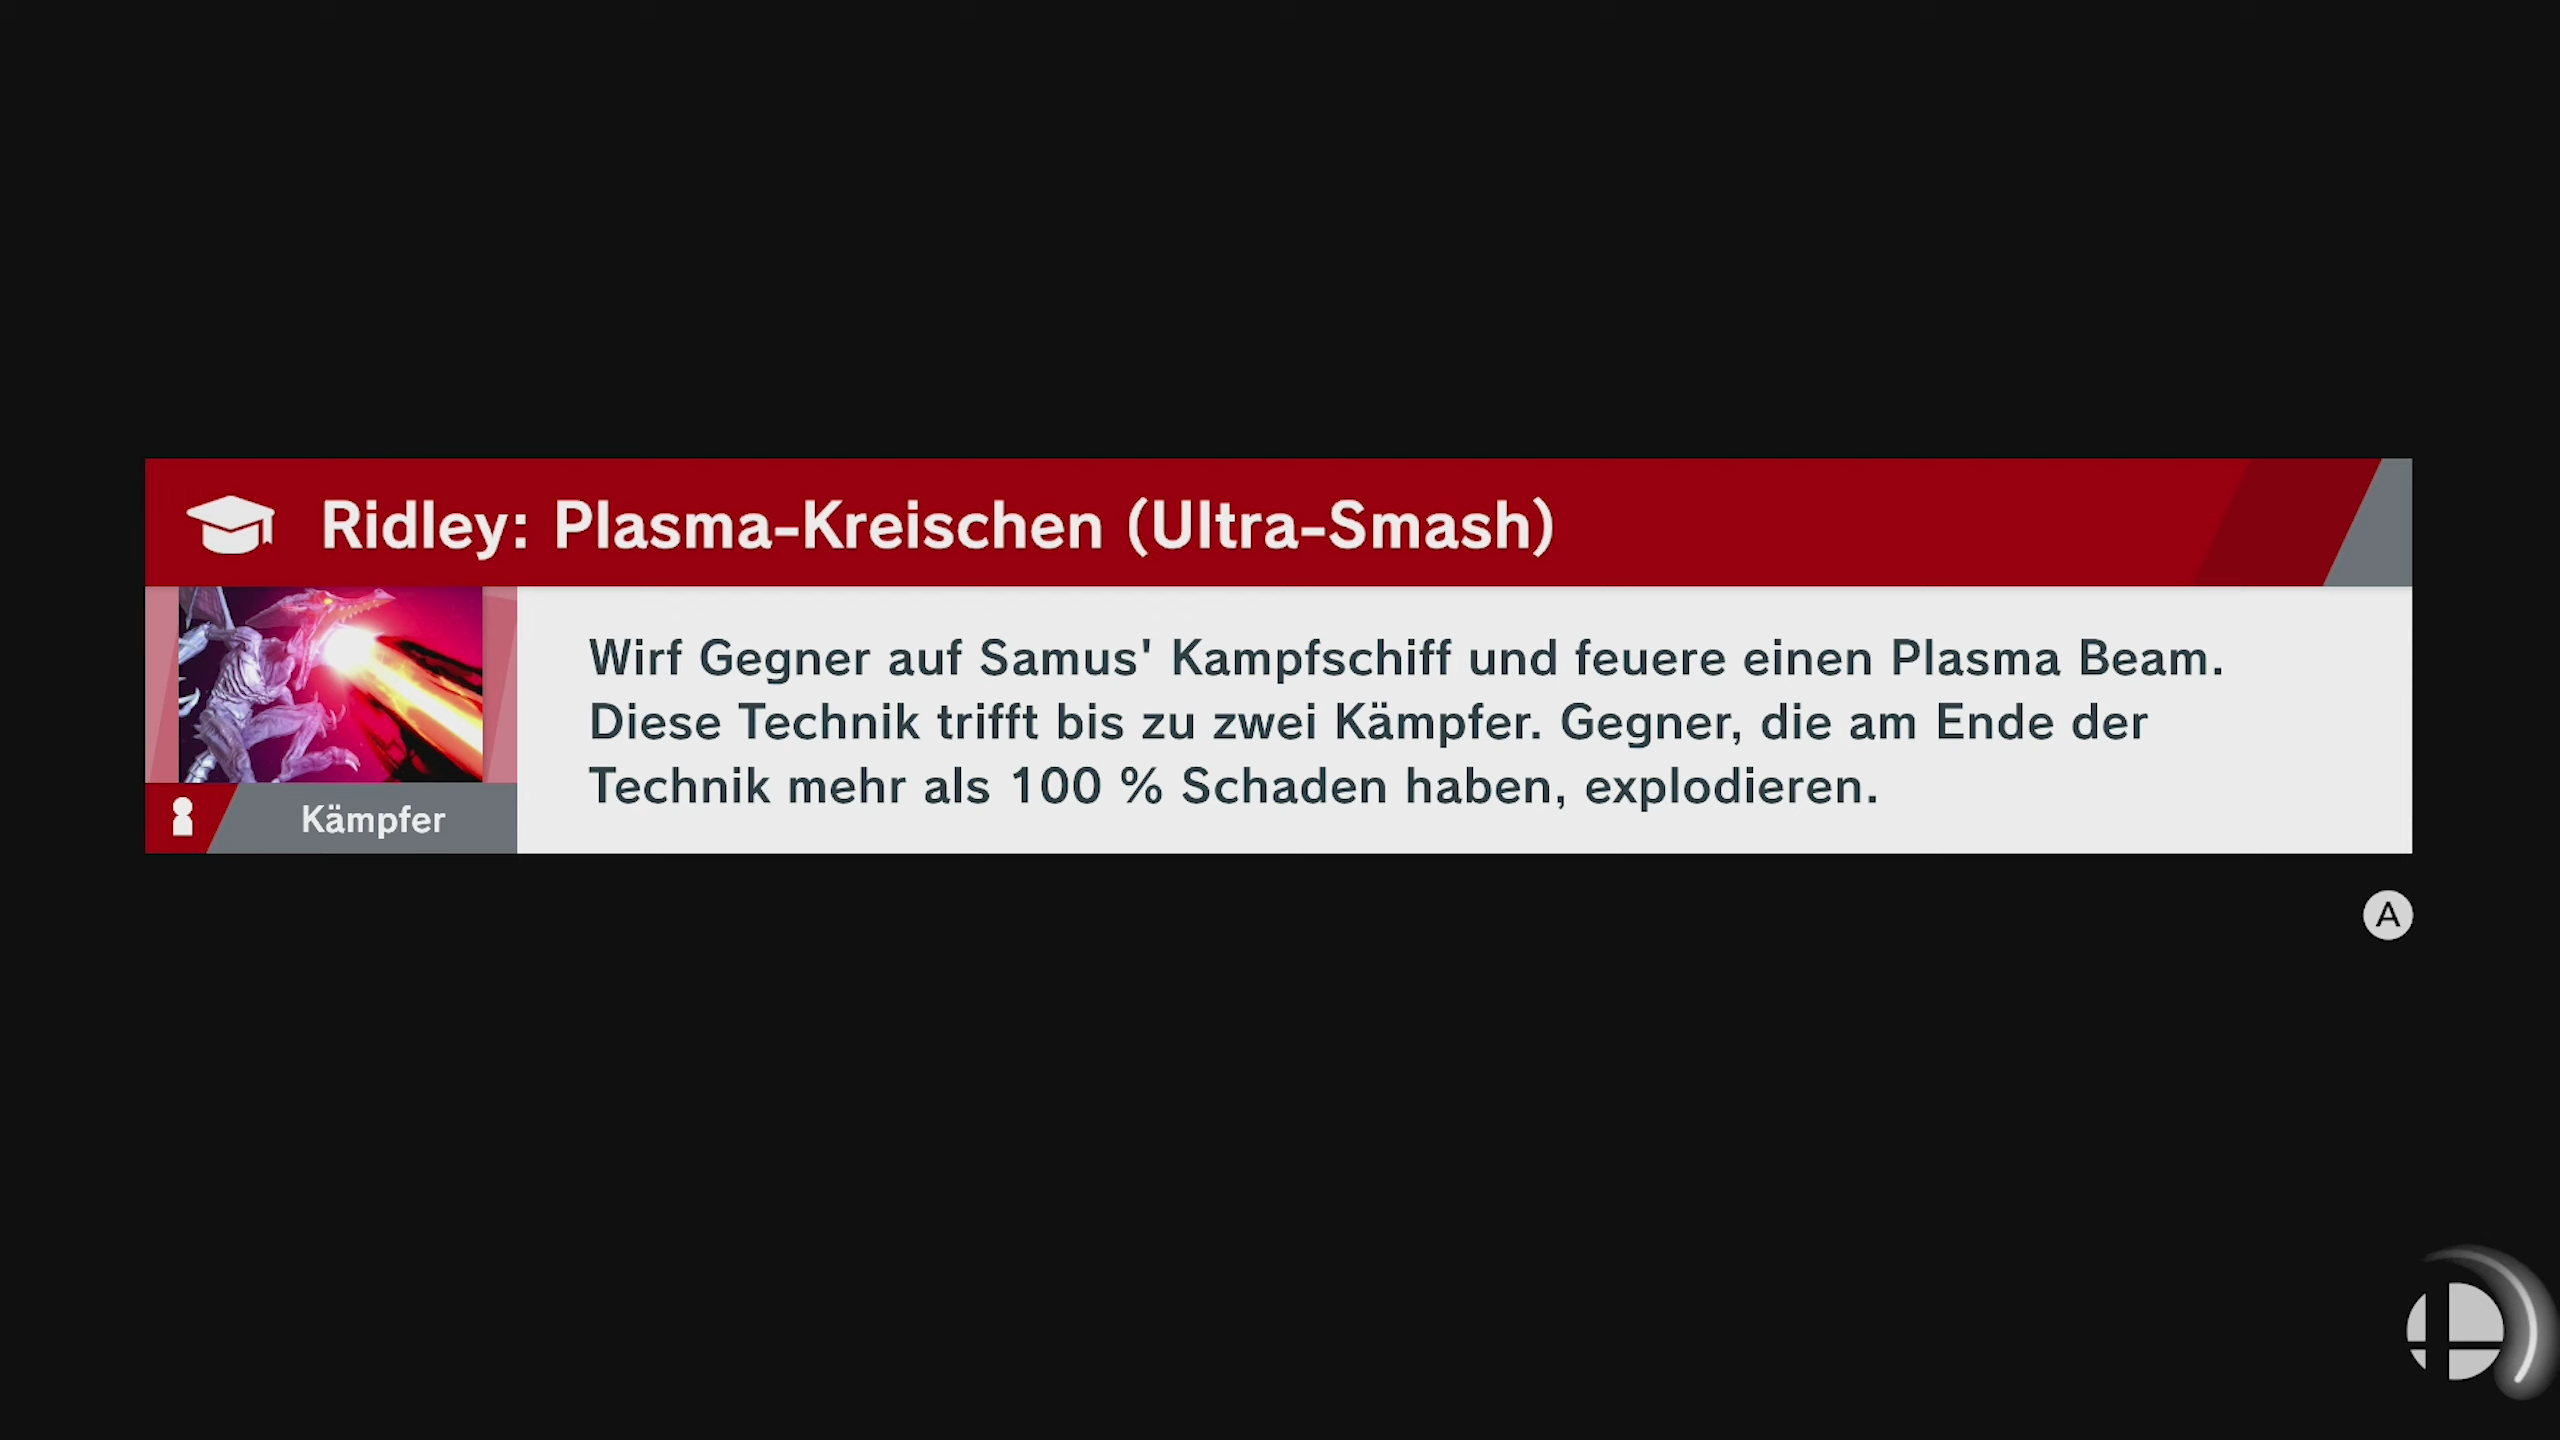 Ridley: Plasma-Kreischen (Ultra-Smash)
Wirf Gegner auf Samus' Kampfschiff und feuere einen Plasma Beam.
Diese Technik trifft bis zu zwei Kämpfer. Gegner, die am Ende der
Technik mehr als 100 % Schaden haben, explodieren.
Kämpfer
A